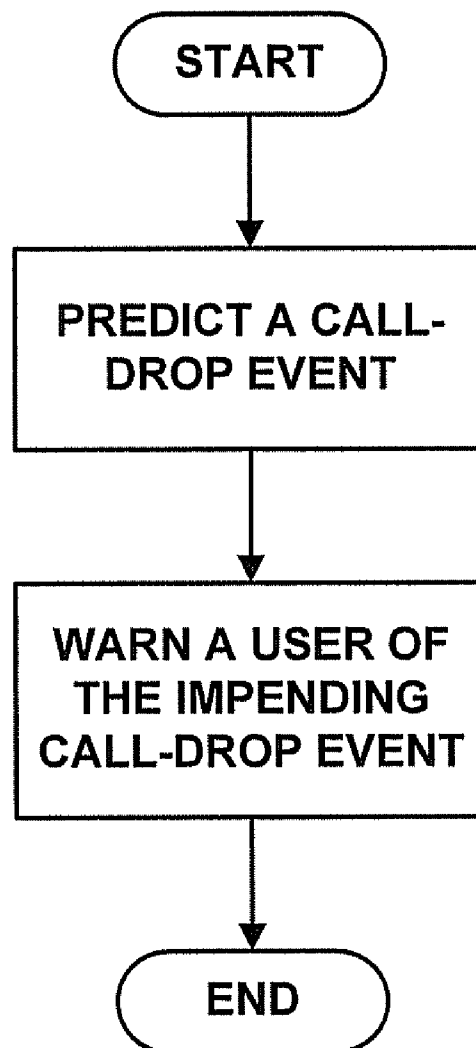 START
PREDICT A CALL-
DROP EVENT
WARN A USER OF
THE IMPENDING
CALL-DROP EVENT
END